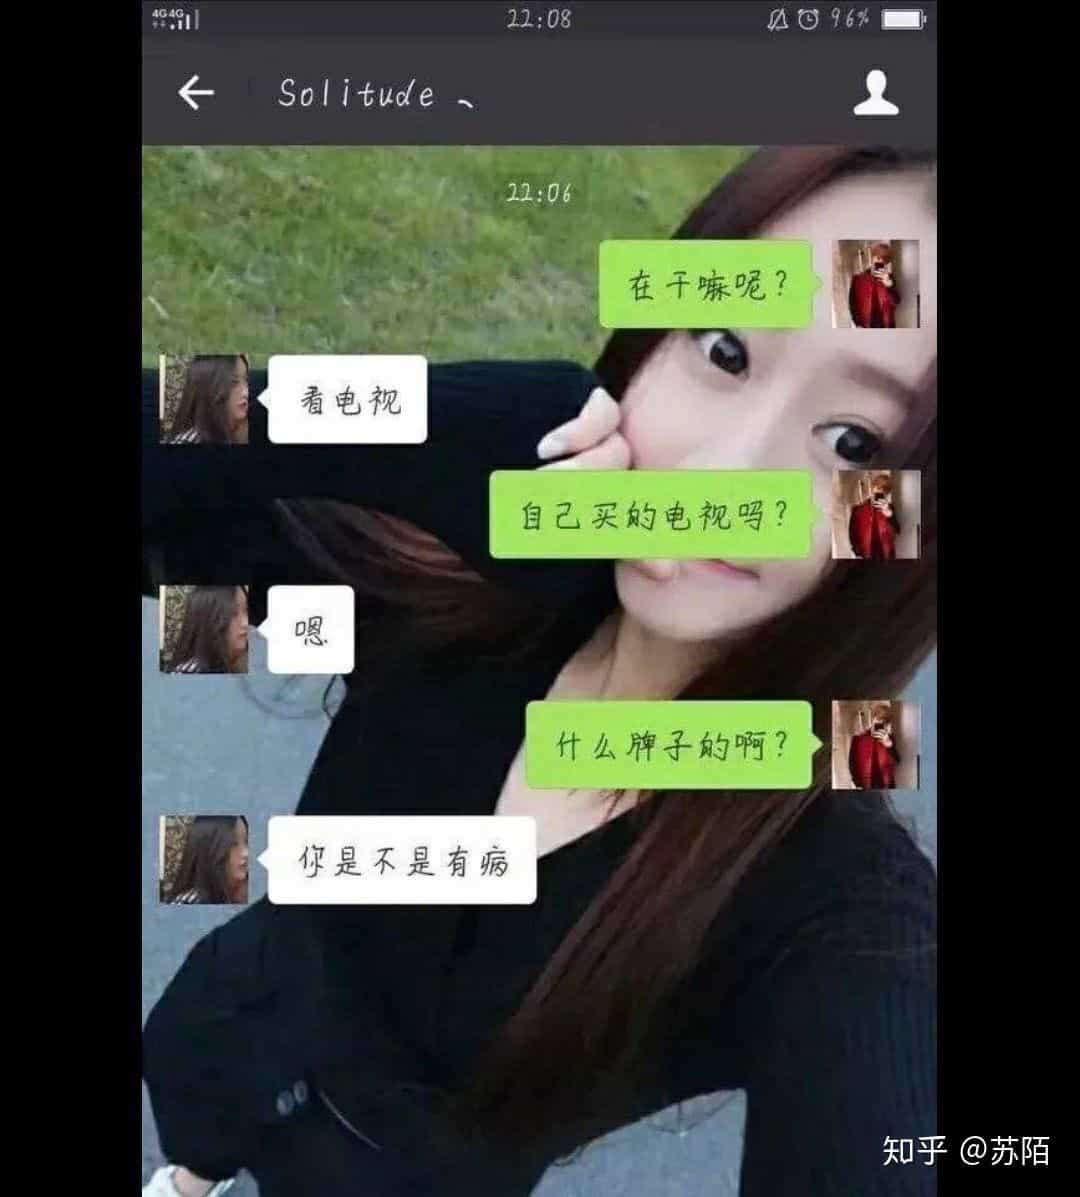 4G 4G 22:08 96%
Solitude 、
22:06
在干嘛呢？
看电视
自己买的电视吗？
嗯
什么牌子的啊？
你是不是有病
知乎 @苏陌